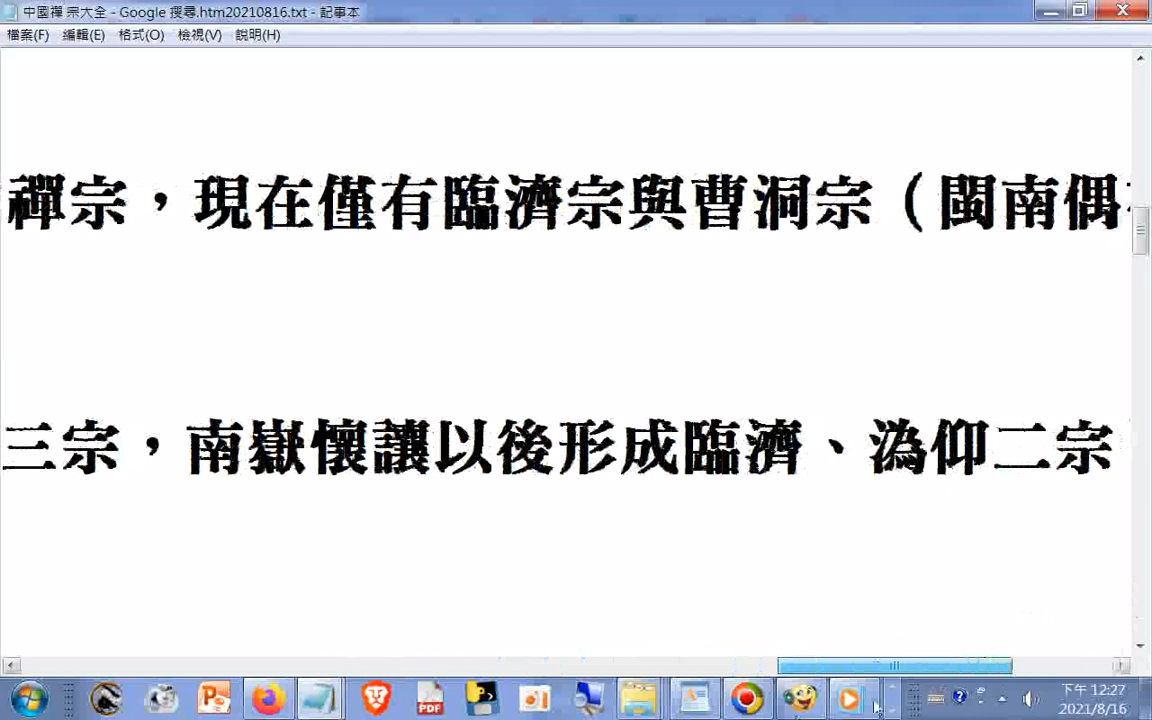 中國禪 宗大全 - Google 搜尋.htm20210816.txt - 記事本
檔案(F) 編輯(E) 格式(O) 檢視(V) 說明(H)
禪宗，現在僅有臨濟宗與曹洞宗（閩南偶
三宗，南嶽懷讓以後形成臨濟、溈仰二宗
PDF
下午 12:27
2021/8/16